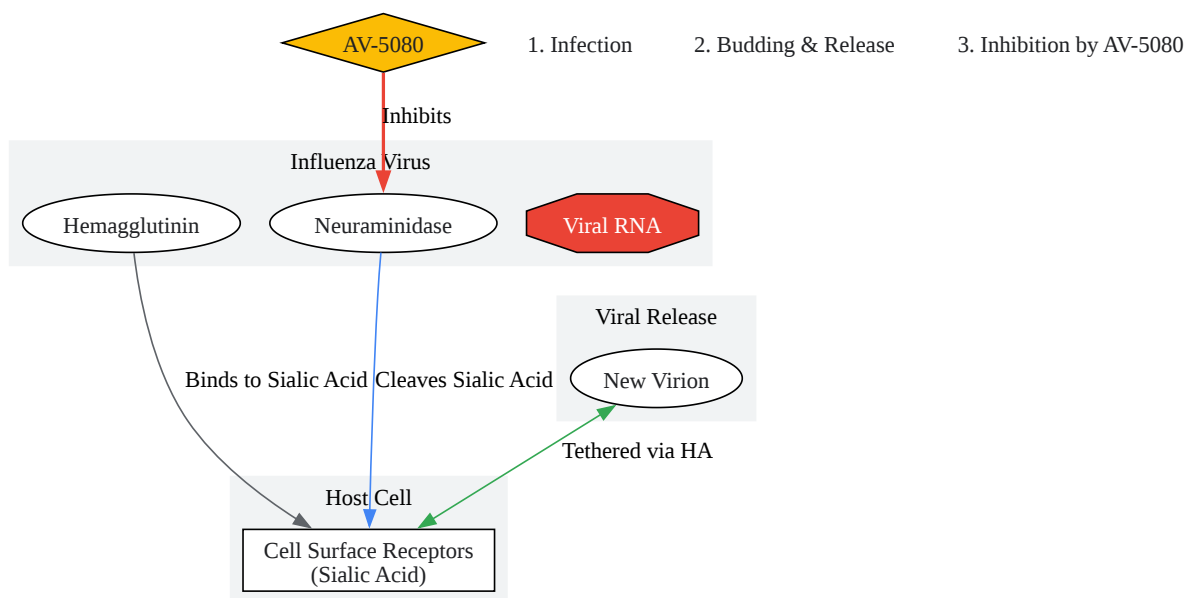 AV-5080
1. Infection
2. Budding & Release
3. Inhibition by AV-5080
Inhibits
Influenza Virus
Hemagglutinin
Neuraminidase
Viral RNA
Viral Release
New Virion
Binds to Sialic Acid
Cleaves Sialic Acid
Tethered via HA
Host Cell
Cell Surface Receptors
(Sialic Acid)